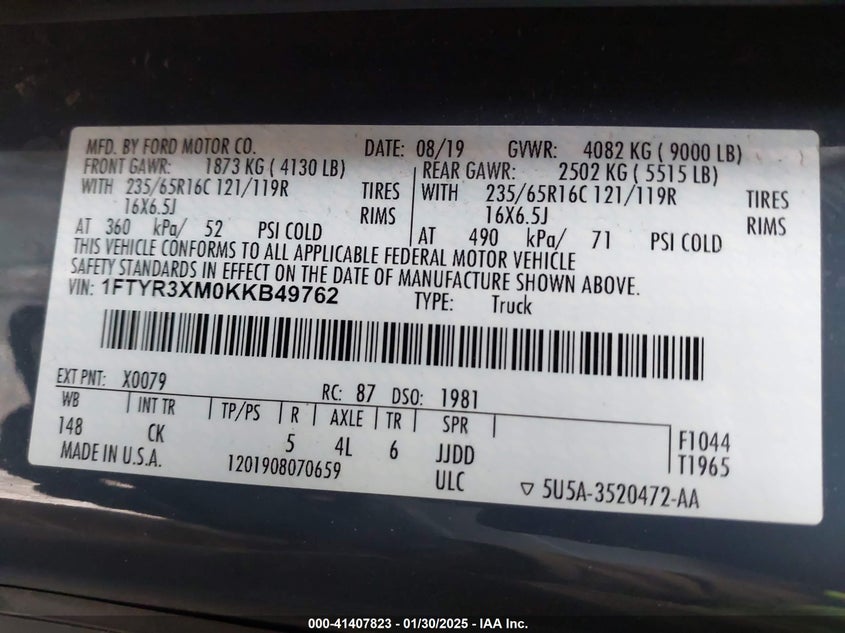 MFD. BY FORD MOTOR CO. DATE: 08/19 GVWR: 4082 KG ( 9000 LB)
FRONT GAWR: 1873 KG ( 4130 LB) REAR GAWR: 2502 KG ( 5515 LB)
WITH 235/65R16C 121/119R TIRES WITH 235/65R16C 121/119R TIRES
16X6.5J RIMS 16X6.5J RIMS
AT 360 kPa/ 52 PSI COLD AT 490 kPa/ 71 PSI COLD
THIS VEHICLE CONFORMS TO ALL APPLICABLE FEDERAL MOTOR VEHICLE
SAFETY STANDARDS IN EFFECT ON THE DATE OF MANUFACTURE SHOWN ABOVE.
VIN: 1FTYR3XM0KKB49762 TYPE: Truck
EXT PNT: X0079 RC: 87 DSO: 1981
WB INT TR TP/PS R AXLE TR SPR
148 CK 5 4L 6 JJDD F1044
MADE IN U.S.A. 1201908070659 ULC T1965
5U5A-3520472-AA
000-41407823 — 01/30/2025 — IAA Inc.